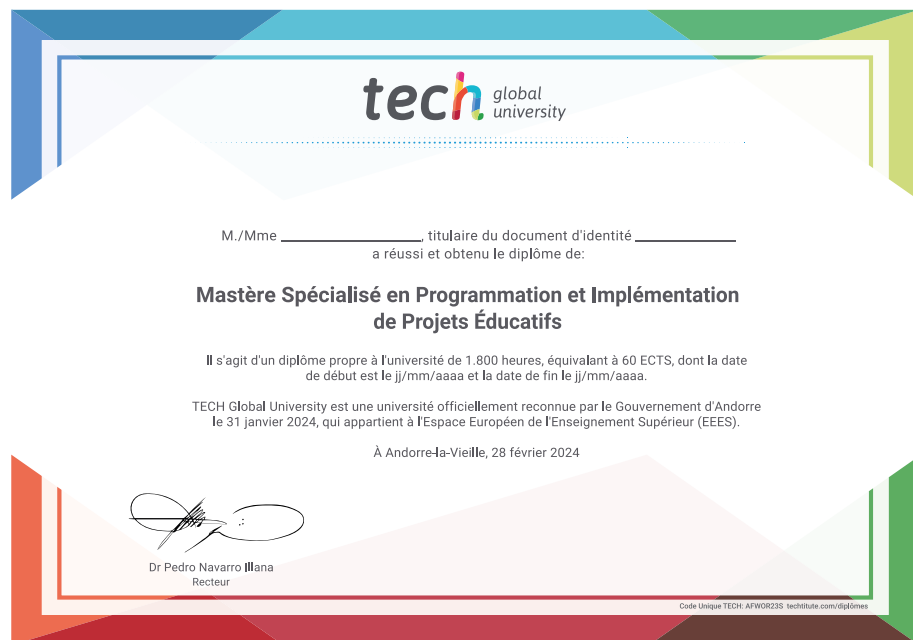 tech global university
M./Mme ____________________, titulaire du document d'identité ______________
a réussi et obtenu le diplôme de:
Mastère Spécialisé en Programmation et Implémentation
de Projets Éducatifs
Il s'agit d'un diplôme propre à l'université de 1.800 heures, équivalant à 60 ECTS, dont la date
de début est le jj/mm/aaaa et la date de fin le jj/mm/aaaa.
TECH Global University est une université officiellement reconnue par le Gouvernement d'Andorre
le 31 janvier 2024, qui appartient à l'Espace Européen de l'Enseignement Supérieur (EEES).
À Andorre-la-Vieille, 28 février 2024
Dr Pedro Navarro Illana
Recteur
Code Unique TECH: AFWOR23S techtitute.com/diplômes